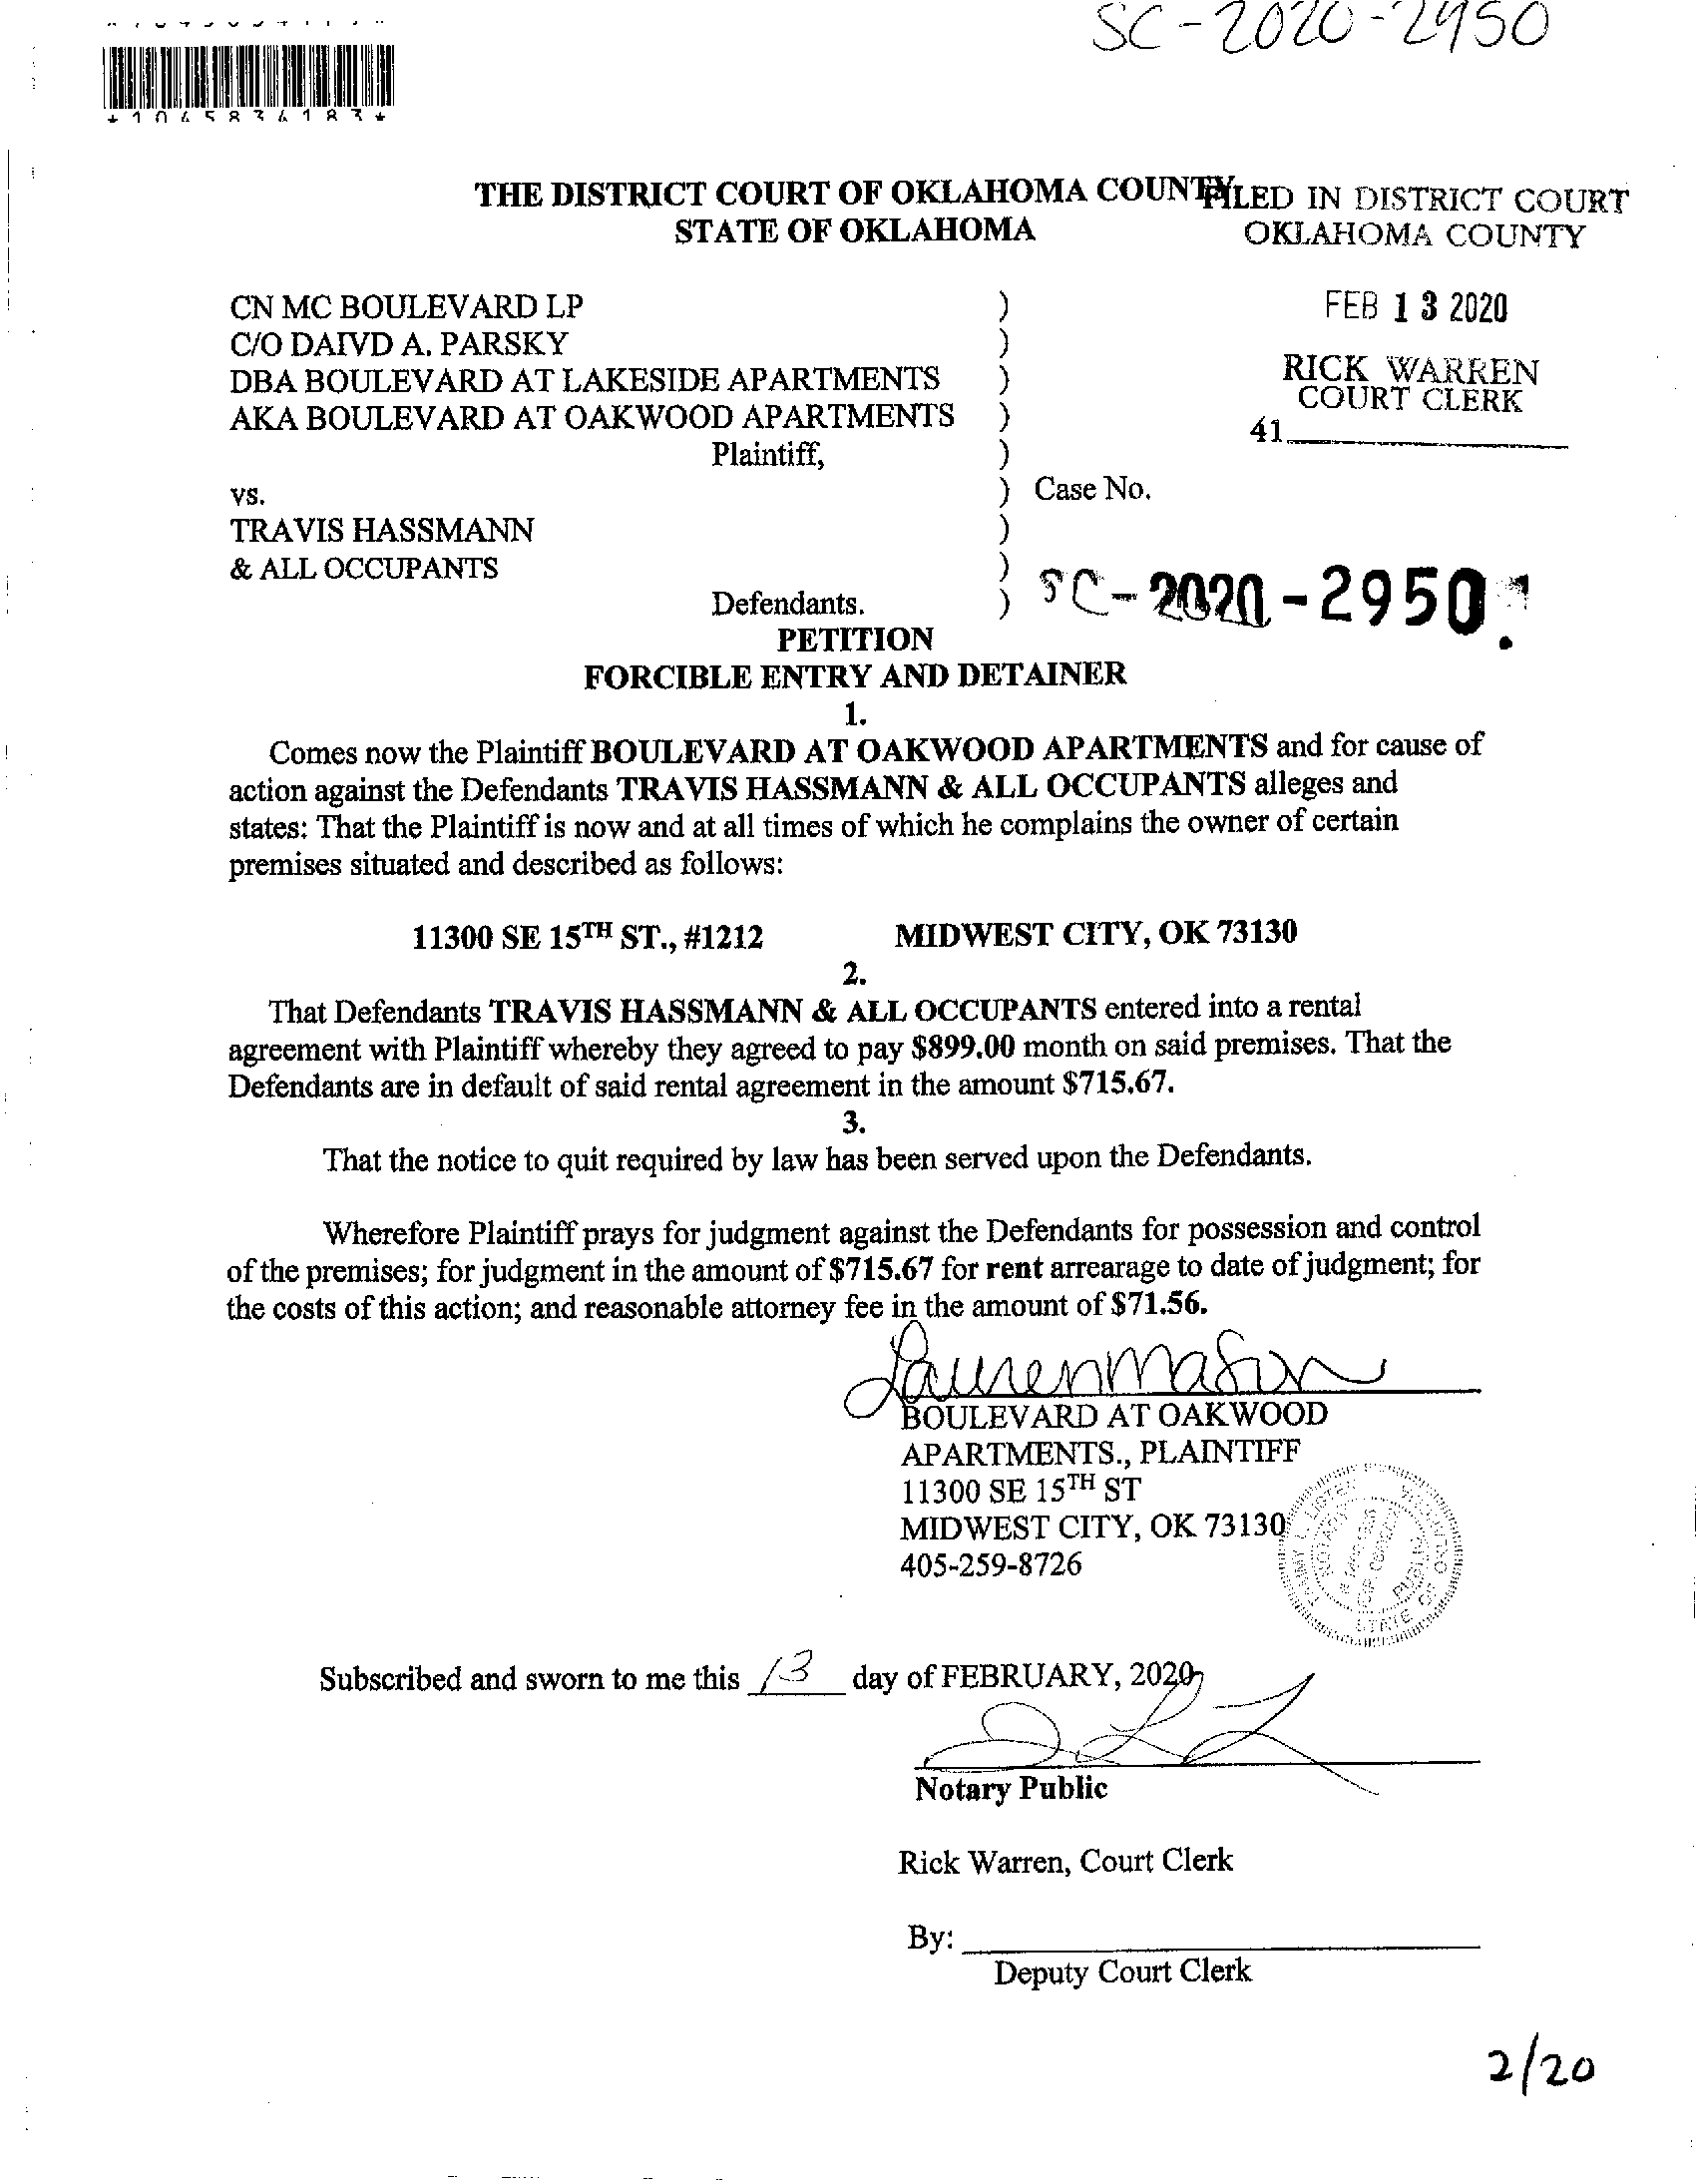 SC-2020-2950
*1045834183*
THE DISTRICT COURT OF OKLAHOMA COUNTY
FILED IN DISTRICT COURT
STATE OF OKLAHOMA
OKLAHOMA COUNTY
CN MC BOULEVARD LP )
FEB 13 2020
C/O DAIVD A. PARSKY )
DBA BOULEVARD AT LAKESIDE APARTMENTS )
RICK WARREN
COURT CLERK
AKA BOULEVARD AT OAKWOOD APARTMENTS )
41
Plaintiff, )
vs. ) Case No.
TRAVIS HASSMANN )
& ALL OCCUPANTS )
SC-2020-2950
Defendants. )
PETITION
FORCIBLE ENTRY AND DETAINER
1.
Comes now the Plaintiff BOULEVARD AT OAKWOOD APARTMENTS and for cause of
action against the Defendants TRAVIS HASSMANN & ALL OCCUPANTS alleges and
states: That the Plaintiff is now and at all times of which he complains the owner of certain
premises situated and described as follows:
11300 SE 15TH ST., #1212 MIDWEST CITY, OK 73130
2.
That Defendants TRAVIS HASSMANN & ALL OCCUPANTS entered into a rental
agreement with Plaintiff whereby they agreed to pay $899.00 month on said premises. That the
Defendants are in default of said rental agreement in the amount $715.67.
3.
That the notice to quit required by law has been served upon the Defendants.
Wherefore Plaintiff prays for judgment against the Defendants for possession and control
of the premises; for judgment in the amount of $715.67 for rent arrearage to date of judgment; for
the costs of this action; and reasonable attorney fee in the amount of $71.56.
Lauren Mason
BOULEVARD AT OAKWOOD
APARTMENTS., PLAINTIFF
11300 SE 15TH ST
MIDWEST CITY, OK 73130
405-259-8726
NOTARY PUBLIC
STATE OF OKLAHOMA
Subscribed and sworn to me this 13 day of FEBRUARY, 2020
Notary Public
Rick Warren, Court Clerk
By:
Deputy Court Clerk
2/20